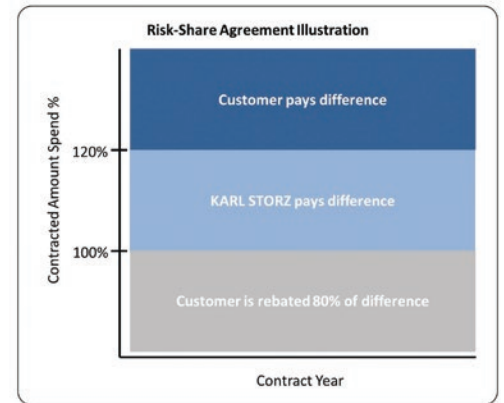 Risk-Share Agreement Illustration
Contracted Amount Spend %
Customer pays difference
120%
KARL STORZ pays difference
100%
Customer is rebated 80% of difference
Contract Year